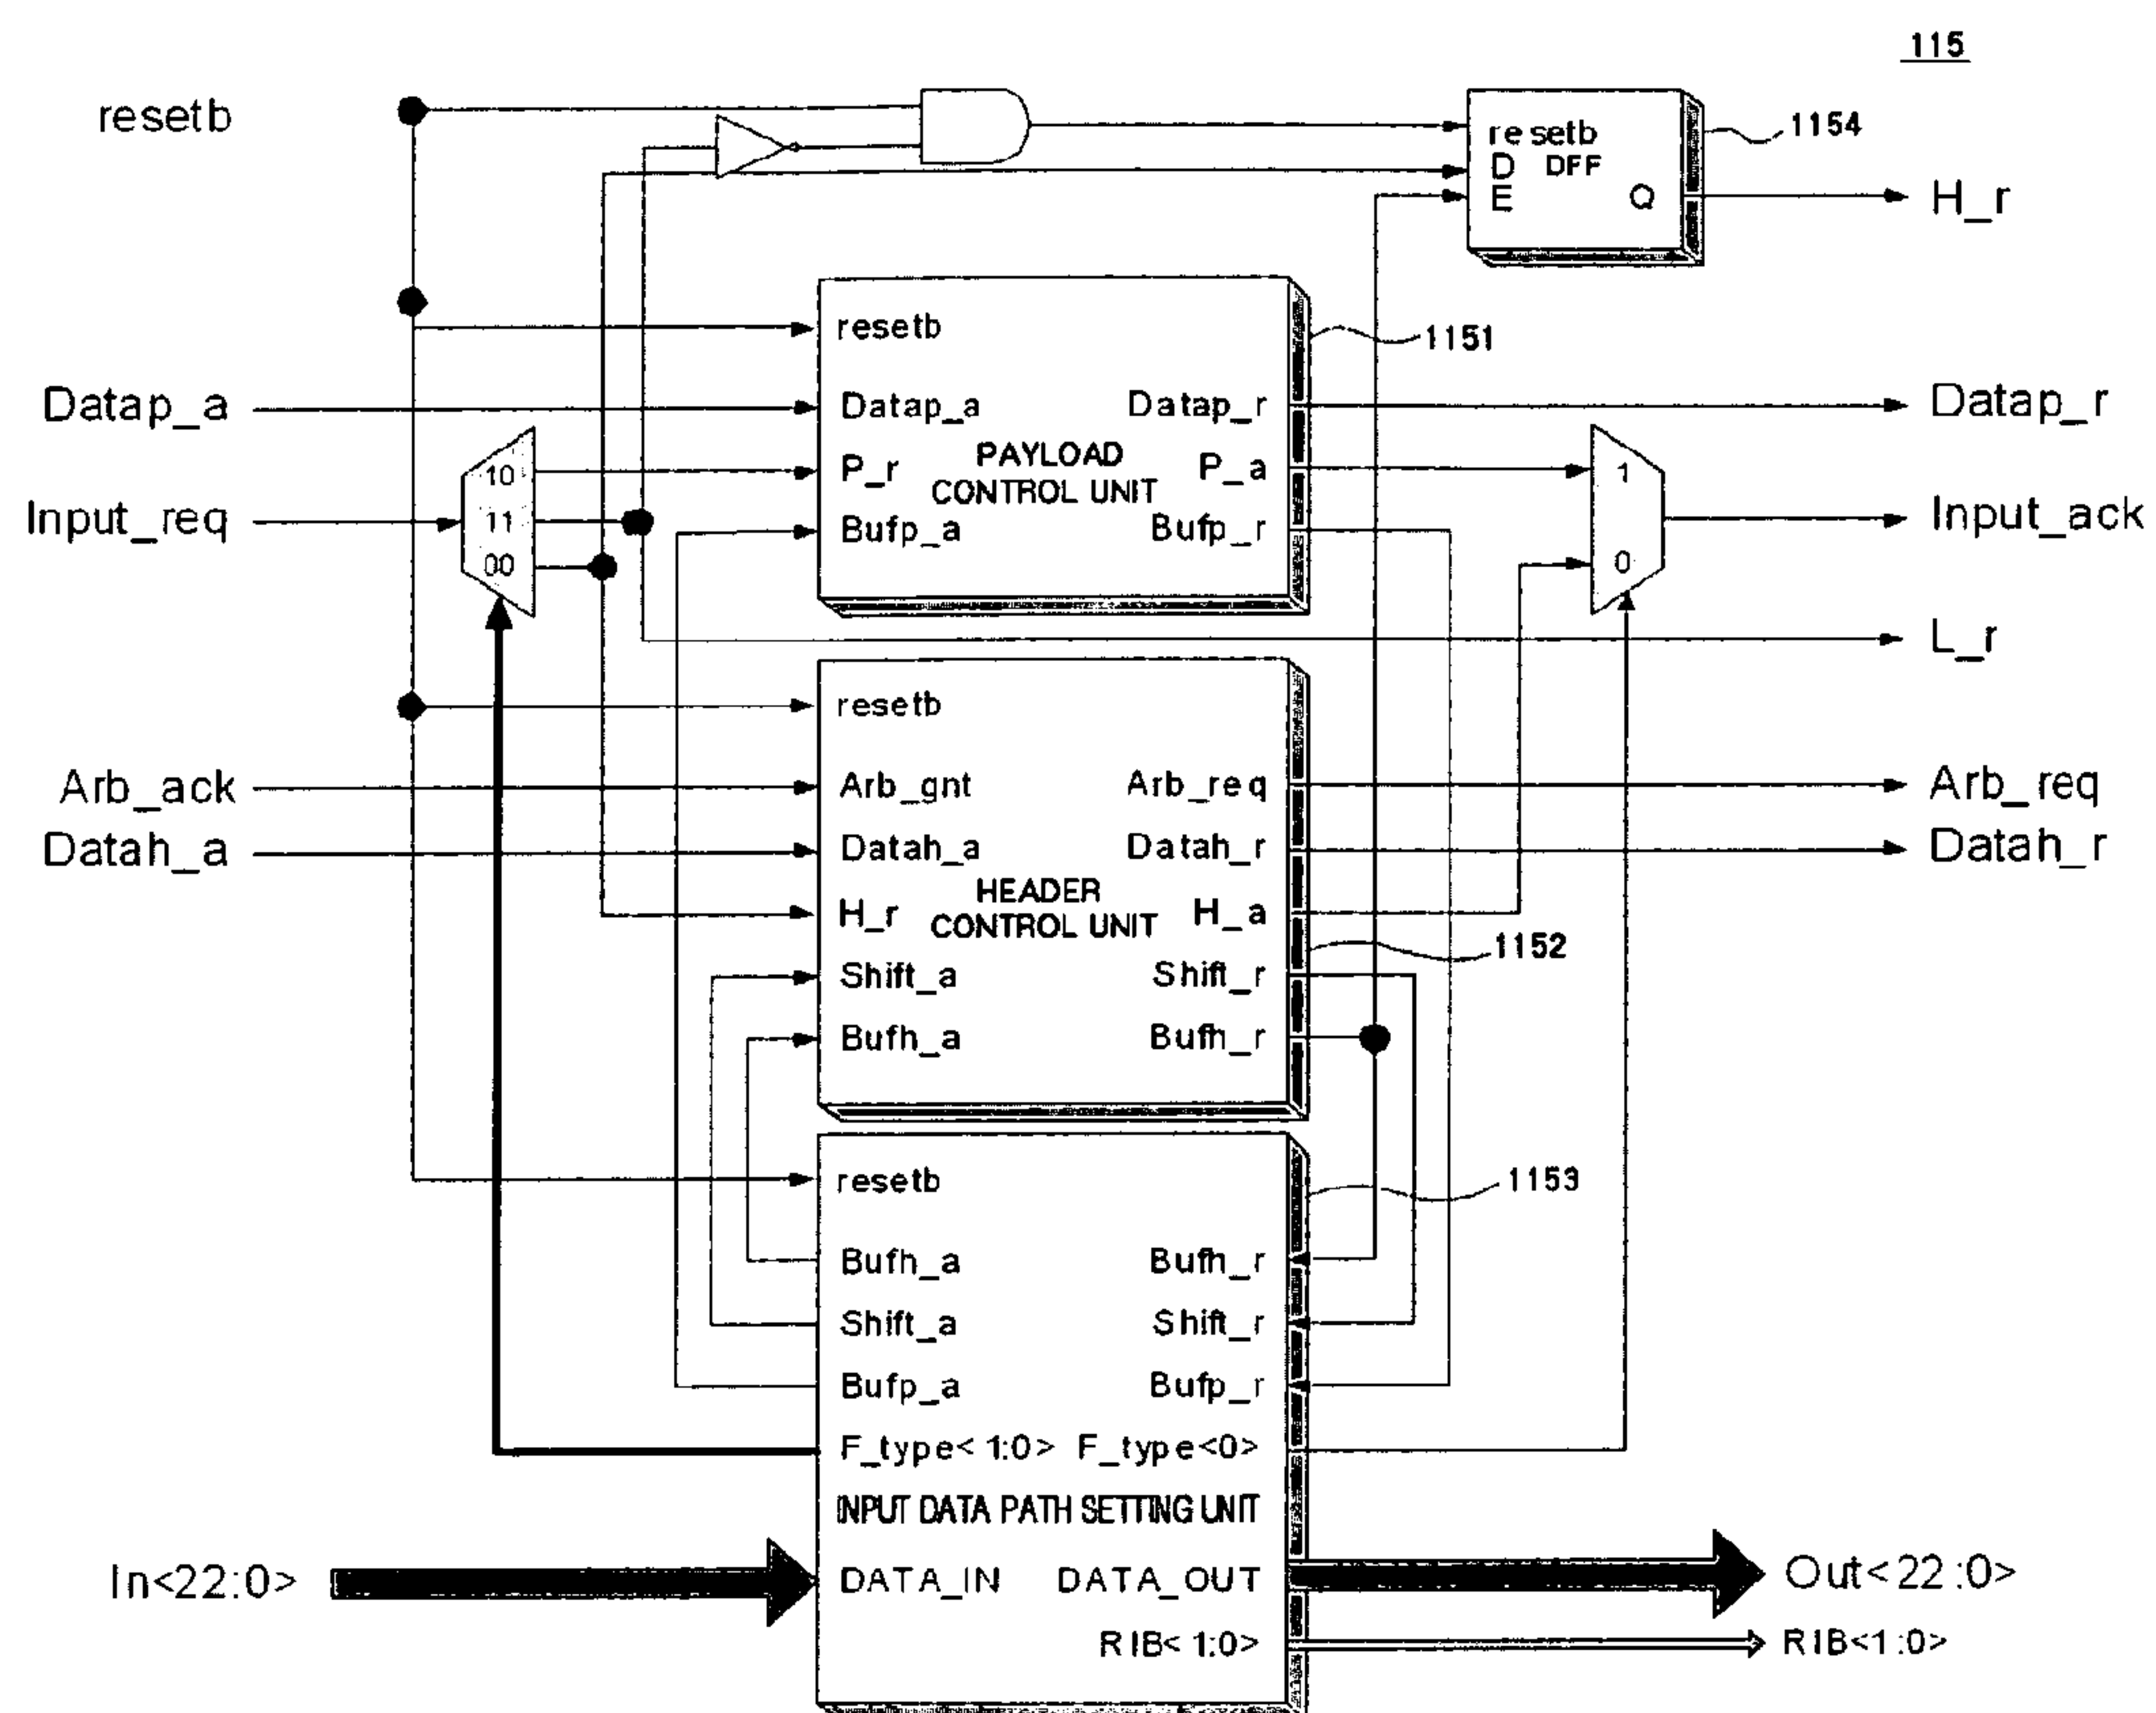 115
resetb
resetb
D DFF
E Q
1154
H_r
resetb
1151
Datap_a
Datap_a Datap_r
Datap_r
10
P_r PAYLOAD CONTROL UNIT P_a
1
Input_req
11
Bufp_a Bufp_r
Input_ack
00
0
L_r
resetb
Arb_ack
Arb_gnt Arb_req
Arb_req
Datah_a
Datah_a Datah_r
Datah_r
H_r HEADER CONTROL UNIT H_a
1152
Shift_a Shift_r
Bufh_a Bufh_r
resetb
1153
Bufh_a Bufh_r
Shift_a Shift_r
Bufp_a Bufp_r
F_type<1:0> F_type<0>
INPUT DATA PATH SETTING UNIT
In<22:0>
DATA_IN DATA_OUT
Out<22:0>
RIB<1:0>
RIB<1:0>